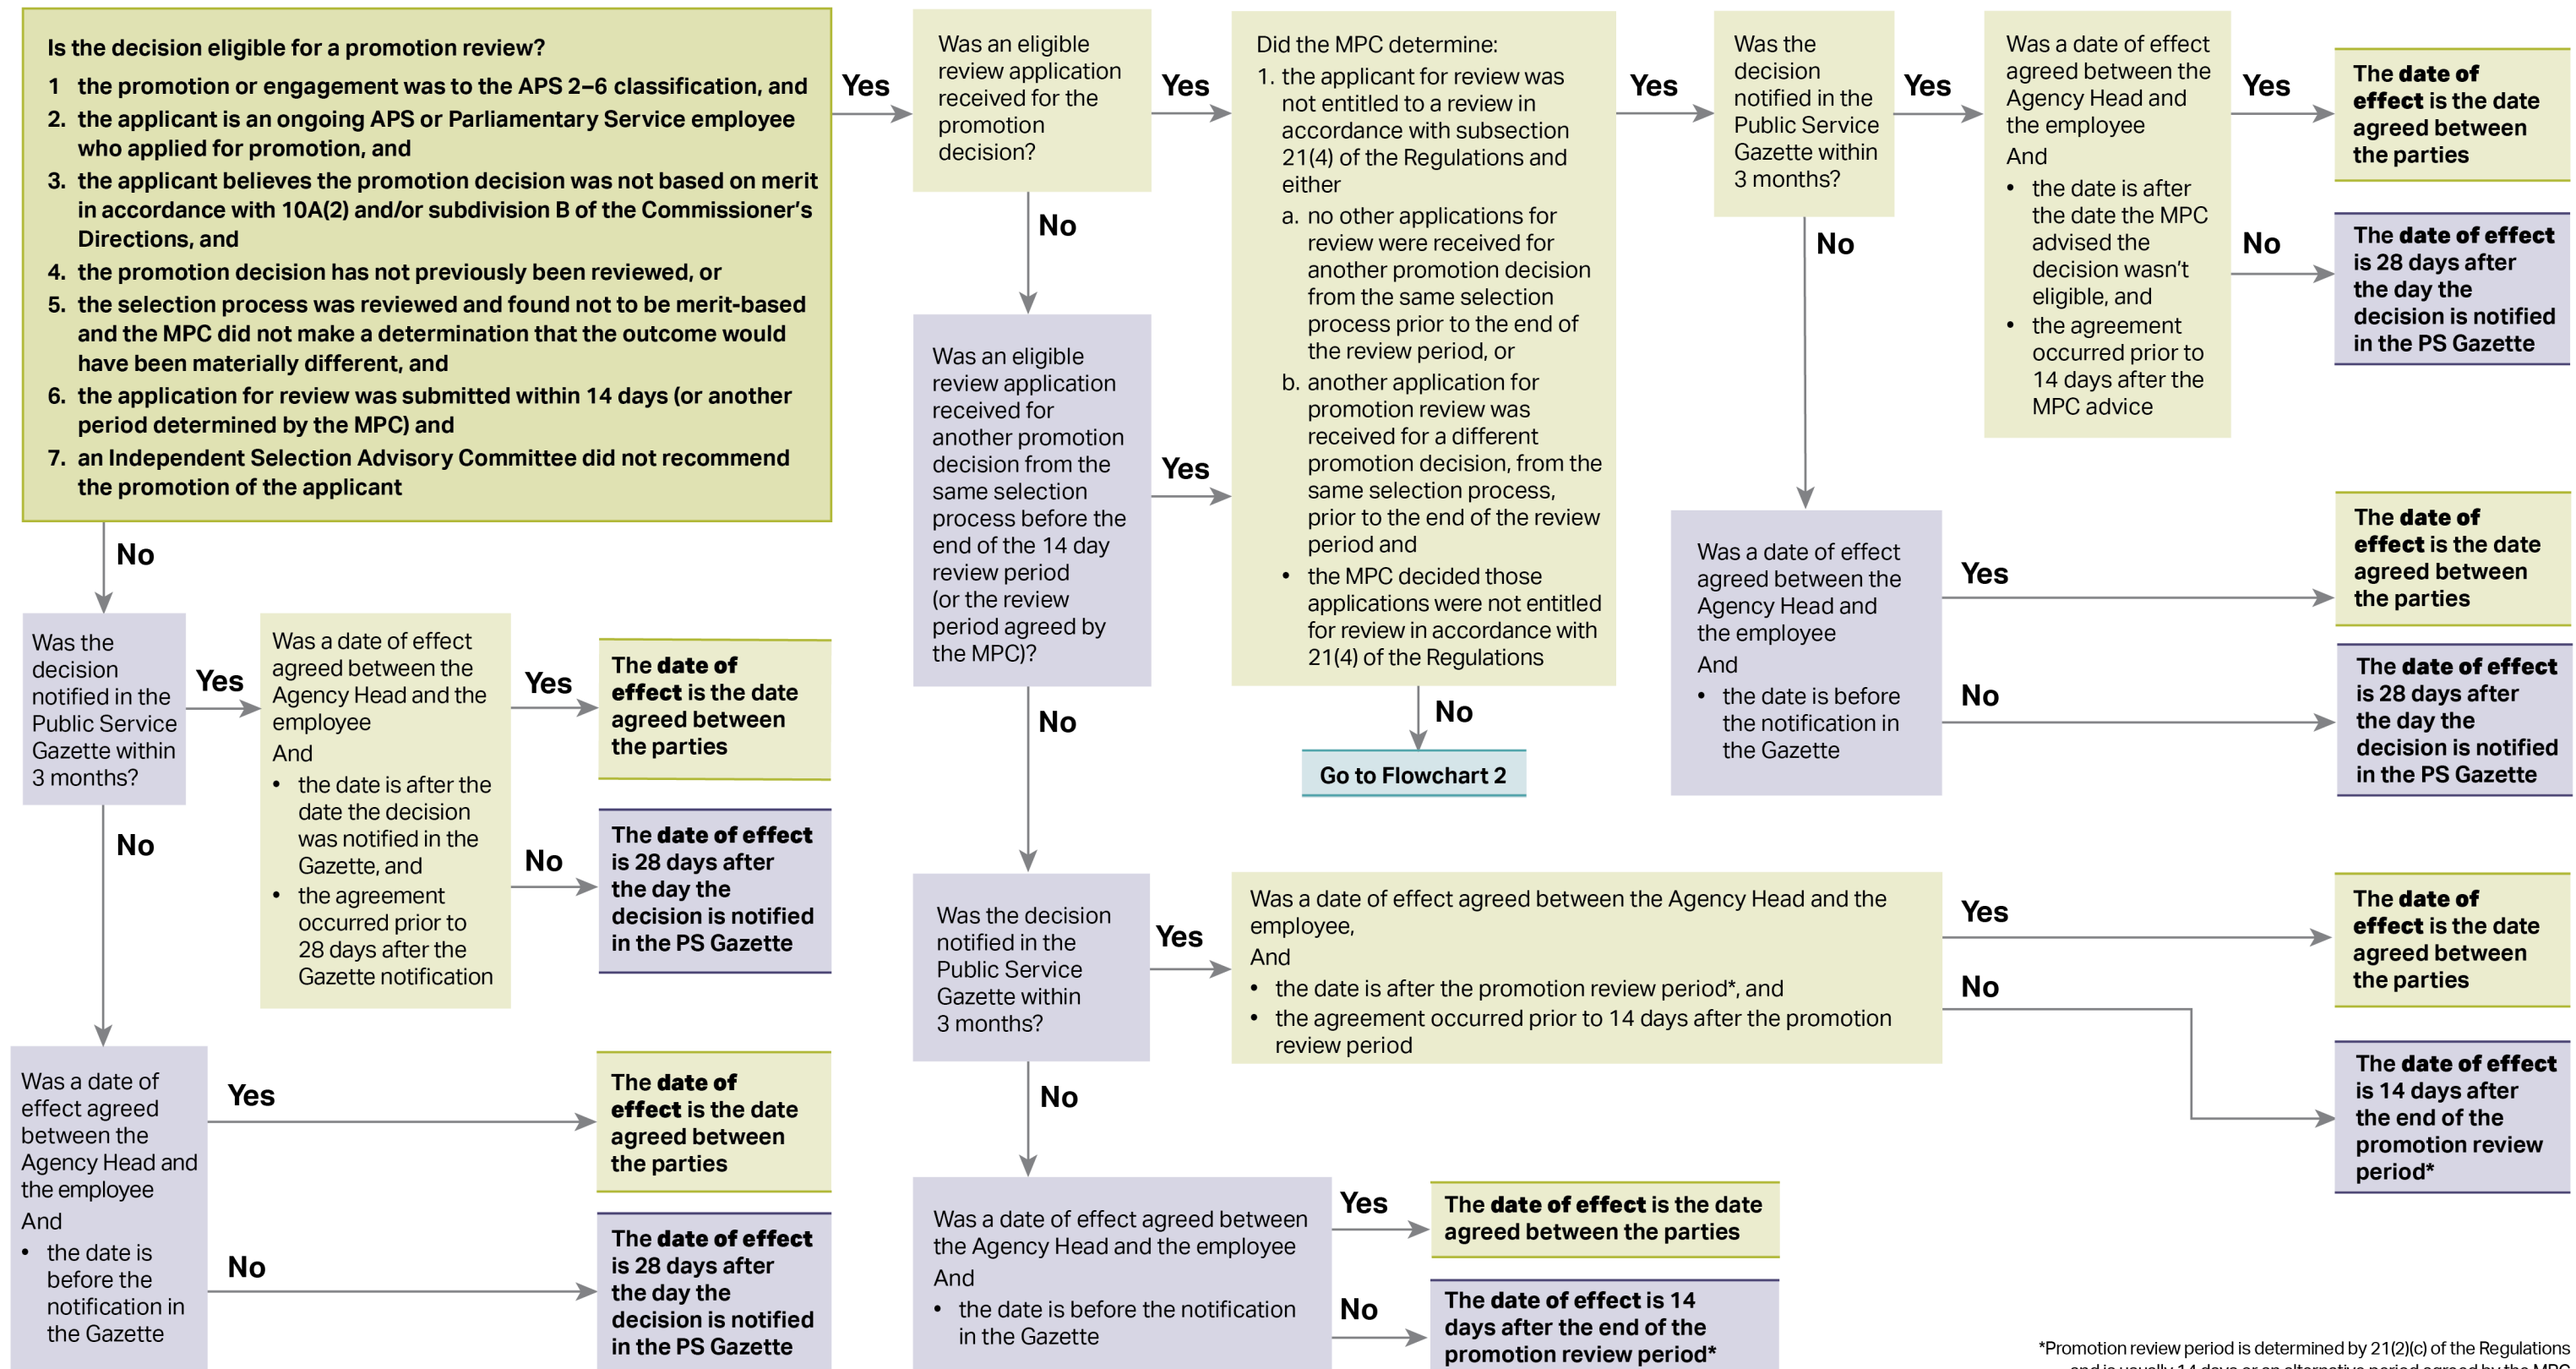 Is the decision eligible for a promotion review?
1 the promotion or engagement was to the APS 2–6 classification, and
2. the applicant is an ongoing APS or Parliamentary Service employee
who applied for promotion, and
3. the applicant believes the promotion decision was not based on merit
in accordance with 10A(2) and/or subdivision B of the Commissioner's
Directions, and
4. the promotion decision has not previously been reviewed, or
5. the selection process was reviewed and found not to be merit-based
and the MPC did not make a determination that the outcome would
have been materially different, and
6. the application for review was submitted within 14 days (or another
period determined by the MPC) and
7. an Independent Selection Advisory Committee did not recommend
the promotion of the applicant
Yes
Was an eligible
review application
received for the
promotion
decision?
Yes
Did the MPC determine:
1. the applicant for review was
not entitled to a review in
accordance with subsection
21(4) of the Regulations and
either
a. no other applications for
review were received for
another promotion decision
from the same selection
process prior to the end of
the review period, or
b. another application for
promotion review was
received for a different
promotion decision, from the
same selection process,
prior to the end of the review
period and
• the MPC decided those
applications were not entitled
for review in accordance with
21(4) of the Regulations
Yes
Was the
decision
notified in the
Public Service
Gazette within
3 months?
Yes
Was a date of effect
agreed between the
Agency Head and
the employee
And
• the date is after
the date the MPC
advised the
decision wasn't
eligible, and
• the agreement
occurred prior to
14 days after the
MPC advice
Yes
The date of
effect is the date
agreed between
the parties
No
The date of effect
is 28 days after
the day the
decision is notified
in the PS Gazette
No
Was a date of effect
agreed between the
Agency Head and
the employee
And
• the date is before
the notification in
the Gazette
Yes
The date of
effect is the date
agreed between
the parties
No
The date of effect
is 28 days after
the day the
decision is notified
in the PS Gazette
No
Go to Flowchart 2
No
Was an eligible
review application
received for
another promotion
decision from the
same selection
process before the
end of the 14 day
review period
(or the review
period agreed by
the MPC)?
Yes
No
Was the decision
notified in the
Public Service
Gazette within
3 months?
Yes
Was a date of effect agreed between the Agency Head and the
employee,
And
• the date is after the promotion review period*, and
• the agreement occurred prior to 14 days after the promotion
review period
Yes
The date of
effect is the date
agreed between
the parties
No
The date of effect
is 14 days after
the end of the
promotion review
period*
No
Was a date of effect agreed between
the Agency Head and the employee
And
• the date is before the notification
in the Gazette
Yes
The date of effect is the date
agreed between the parties
No
The date of effect is 14
days after the end of the
promotion review period*
No
Was the
decision
notified in the
Public Service
Gazette within
3 months?
Yes
Was a date of effect
agreed between the
Agency Head and the
employee
And
• the date is after the
date the decision
was notified in the
Gazette, and
• the agreement
occurred prior to
28 days after the
Gazette notification
Yes
The date of
effect is the date
agreed between
the parties
No
The date of effect
is 28 days after
the day the
decision is notified
in the PS Gazette
No
Was a date of
effect agreed
between the
Agency Head and
the employee
And
• the date is
before the
notification in
the Gazette
Yes
The date of
effect is the date
agreed between
the parties
No
The date of effect
is 28 days after
the day the
decision is notified
in the PS Gazette
*Promotion review period is determined by 21(2)(c) of the Regulations
and is usually 14 days or an alternative period agreed by the MPC